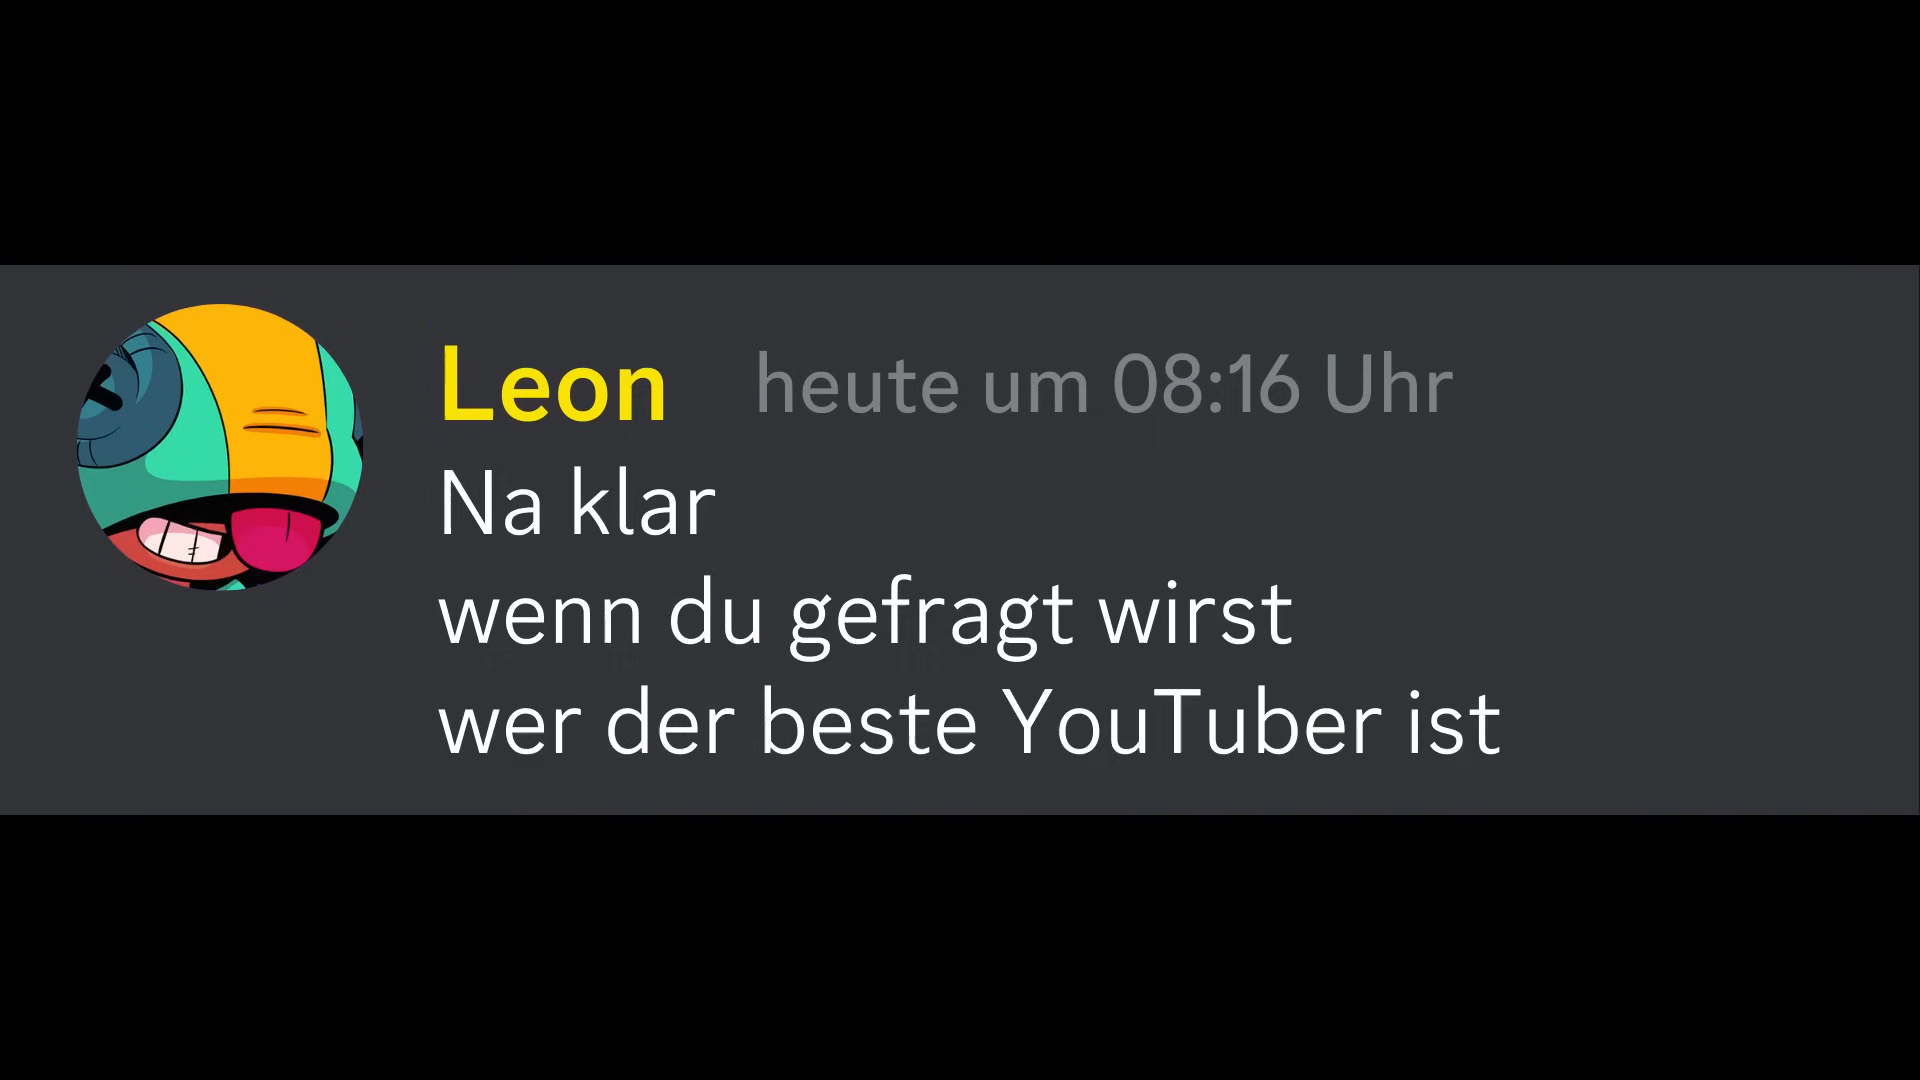 Leon heute um 08:16 Uhr
Na klar
wenn du gefragt wirst
wer der beste YouTuber ist